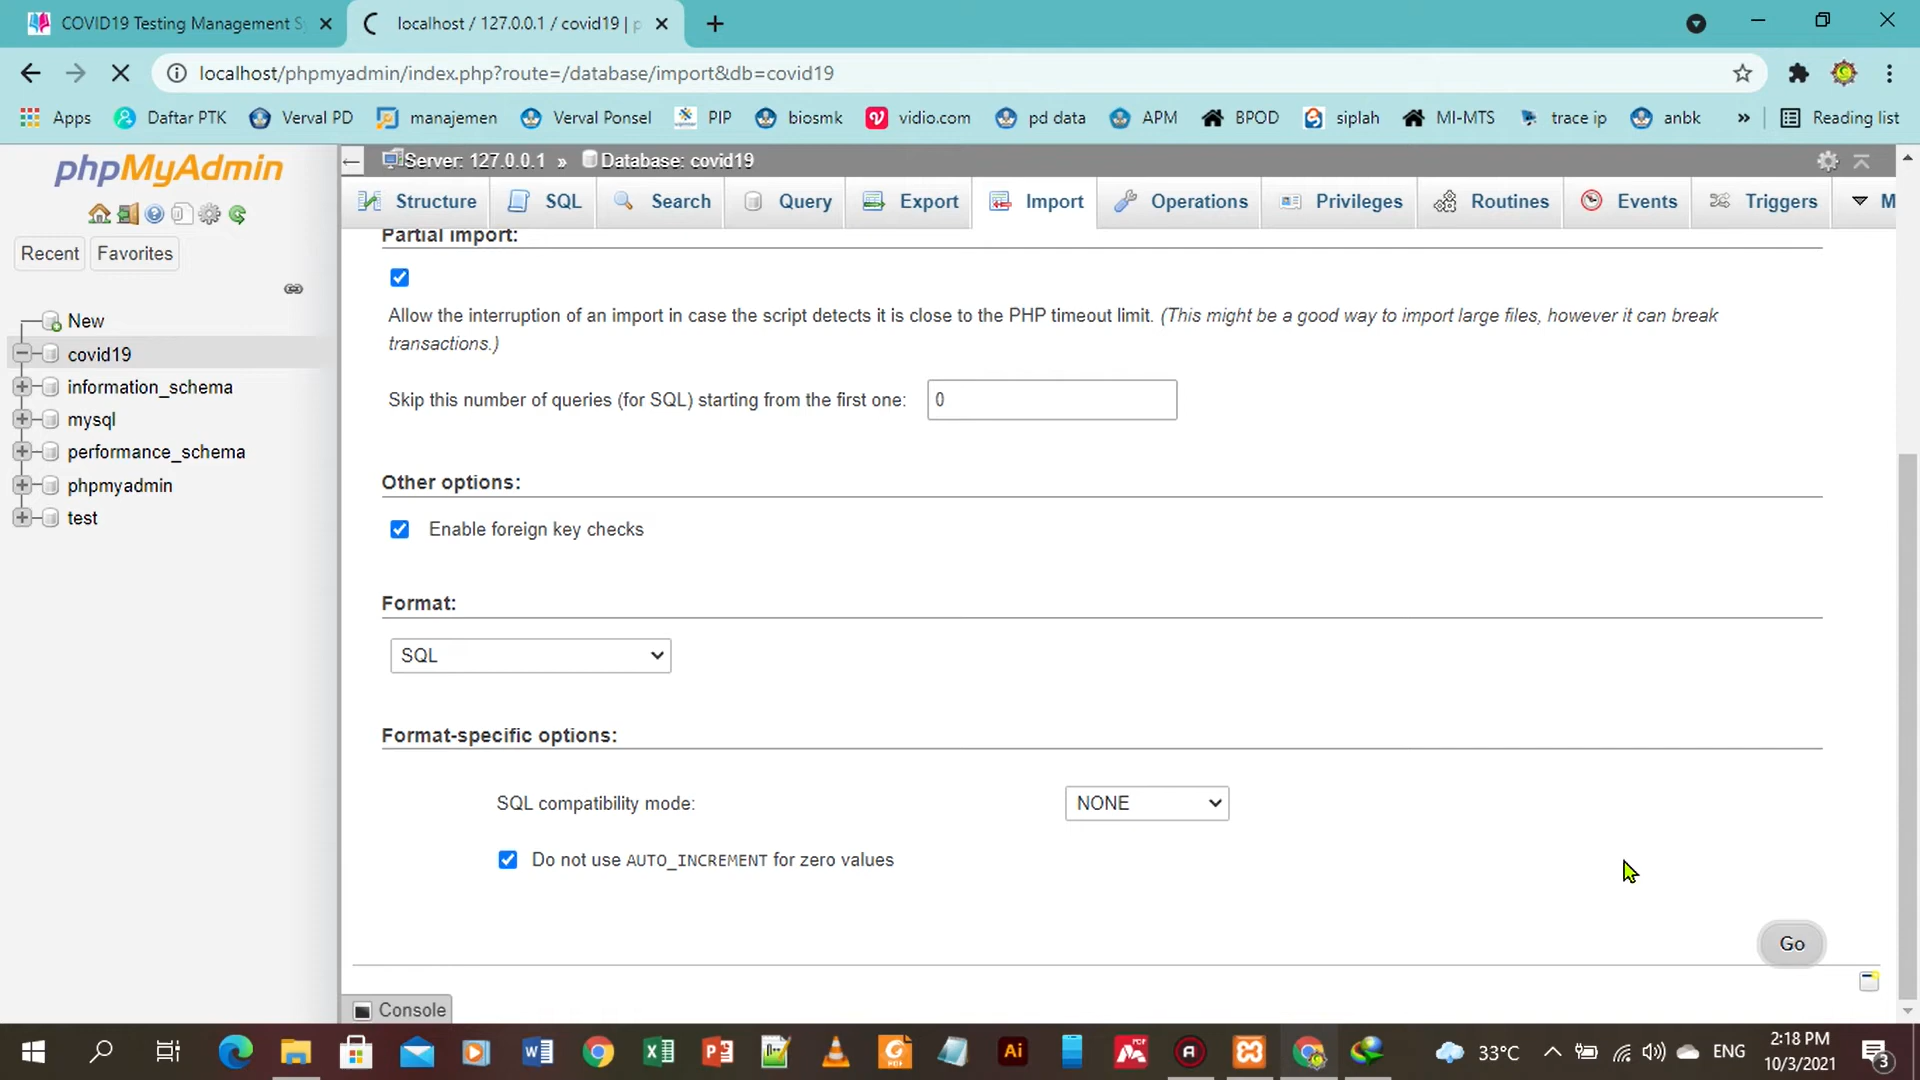 COVID19 Testing Management S
localhost / 127.0.0.1 / covid19 | p
localhost/phpmyadmin/index.php?route=/database/import&db=covid19
Apps Daftar PTK Verval PD manajemen Verval Ponsel PIP biosmk vidio.com pd data APM BPOD siplah MI-MTS trace ip anbk » Reading list
phpMyAdmin
Recent Favorites
New
covid19
information_schema
mysql
performance_schema
phpmyadmin
test
Server: 127.0.0.1 » Database: covid19
Structure SQL Search Query Export Import Operations Privileges Routines Events Triggers M
Partial import:
Allow the interruption of an import in case the script detects it is close to the PHP timeout limit. (This might be a good way to import large files, however it can break
transactions.)
Skip this number of queries (for SQL) starting from the first one: 0
Other options:
Enable foreign key checks
Format:
SQL
Format-specific options:
SQL compatibility mode: NONE
Do not use AUTO_INCREMENT for zero values
Go
Console
33°C ENG 2:18 PM
10/3/2021 3